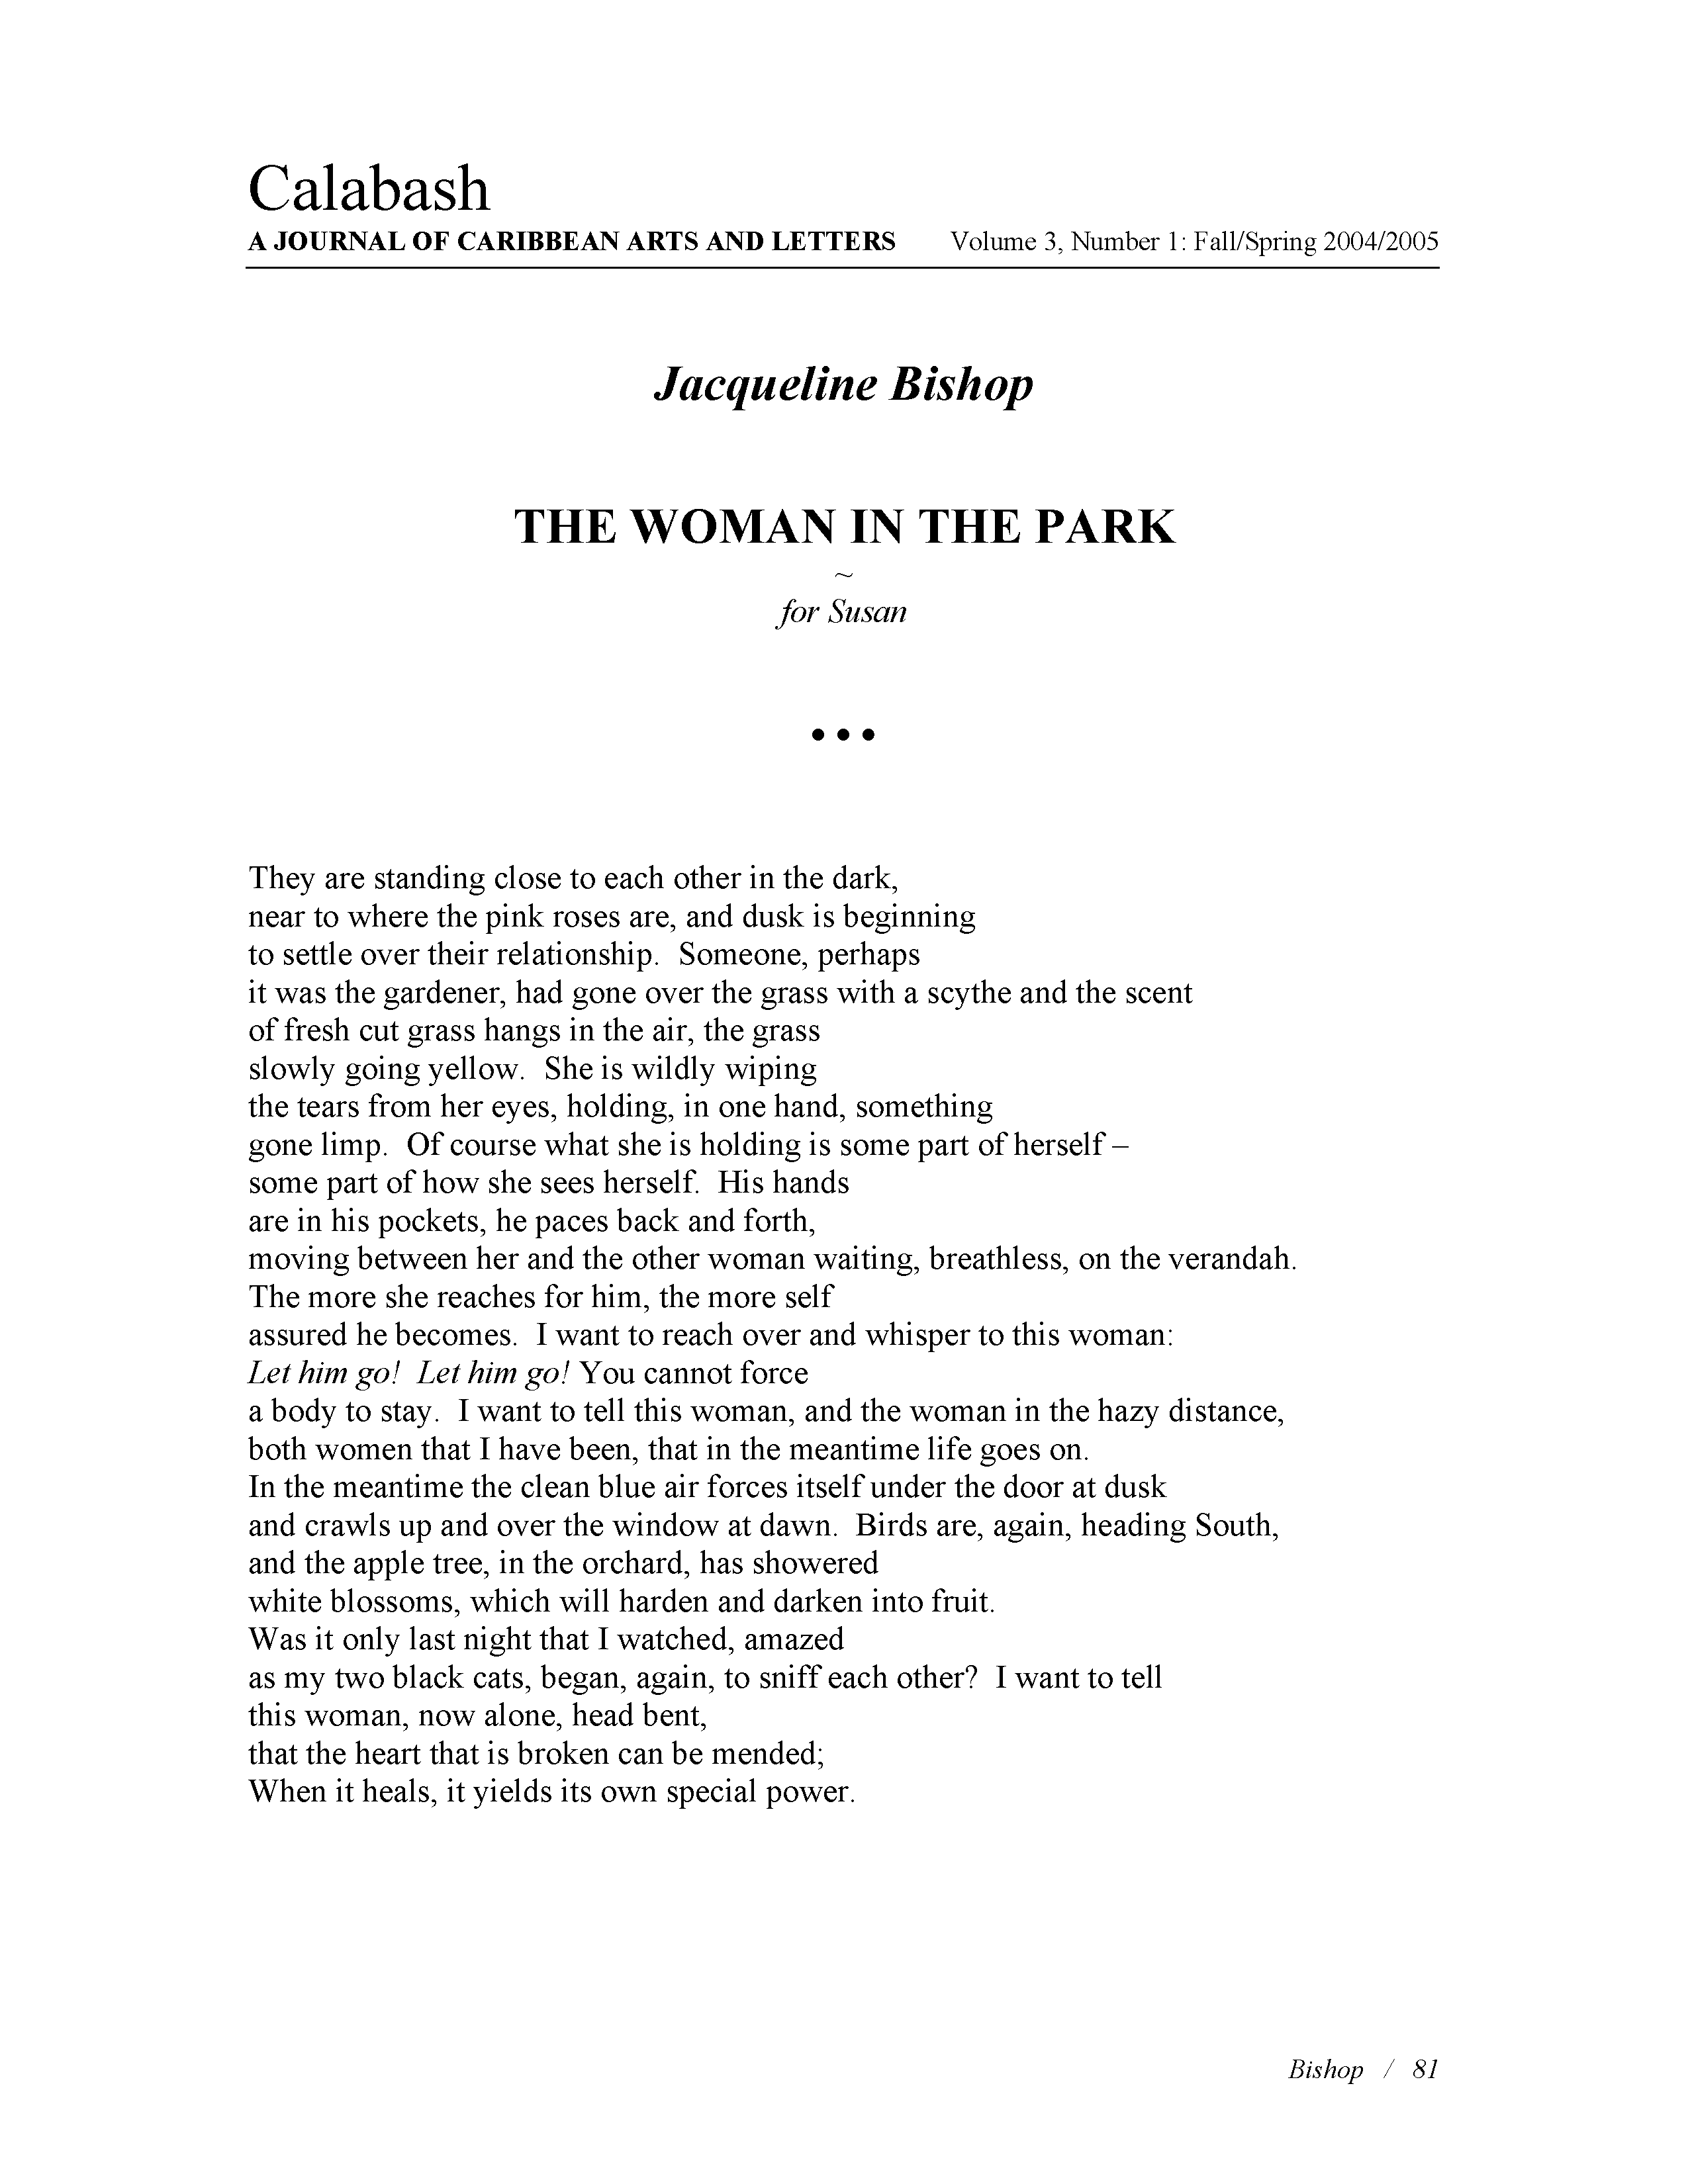 Calabash
A JOURNAL OF CARIBBEAN ARTS AND LETTERS Volume 3, Number 1: Fall/Spring 2004/2005
Jacqueline Bishop
THE WOMAN IN THE PARK
~
for Susan
• • •
They are standing close to each other in the dark,
near to where the pink roses are, and dusk is beginning
to settle over their relationship. Someone, perhaps
it was the gardener, had gone over the grass with a scythe and the scent
of fresh cut grass hangs in the air, the grass
slowly going yellow. She is wildly wiping
the tears from her eyes, holding, in one hand, something
gone limp. Of course what she is holding is some part of herself –
some part of how she sees herself. His hands
are in his pockets, he paces back and forth,
moving between her and the other woman waiting, breathless, on the verandah.
The more she reaches for him, the more self
assured he becomes. I want to reach over and whisper to this woman:
Let him go! Let him go! You cannot force
a body to stay. I want to tell this woman, and the woman in the hazy distance,
both women that I have been, that in the meantime life goes on.
In the meantime the clean blue air forces itself under the door at dusk
and crawls up and over the window at dawn. Birds are, again, heading South,
and the apple tree, in the orchard, has showered
white blossoms, which will harden and darken into fruit.
Was it only last night that I watched, amazed
as my two black cats, began, again, to sniff each other? I want to tell
this woman, now alone, head bent,
that the heart that is broken can be mended;
When it heals, it yields its own special power.
Bishop / 81